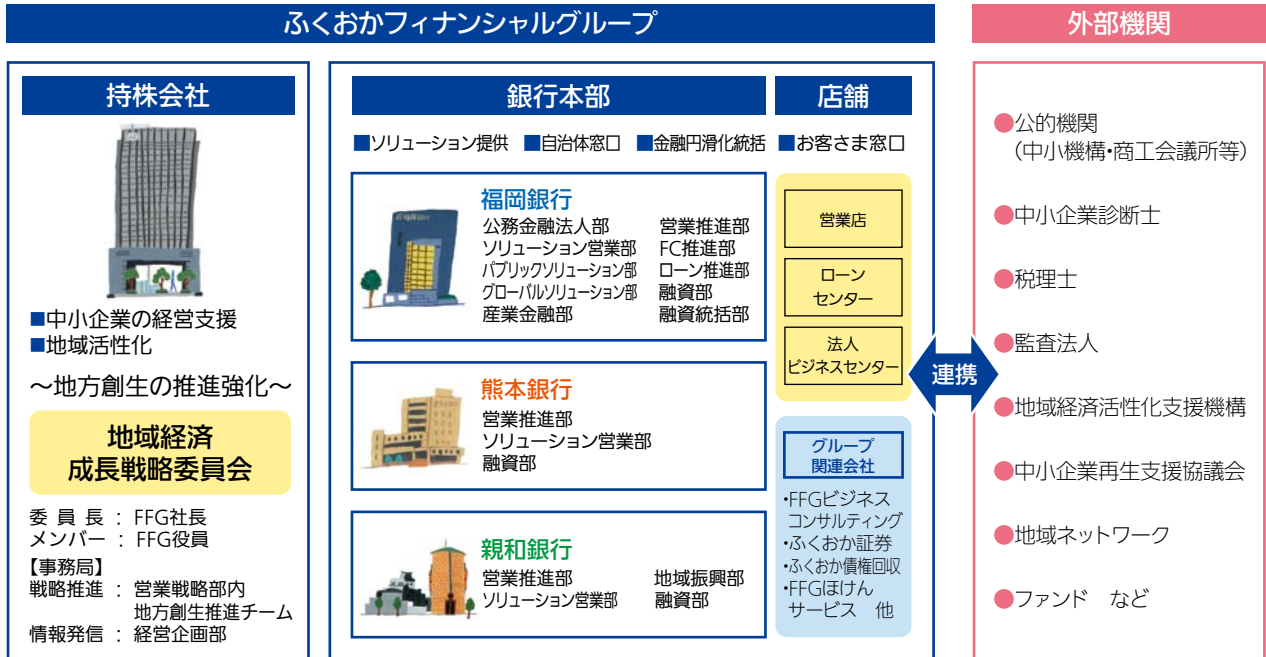 ふくおかフィナンシャルグループ
持株会社
■中小企業の経営支援
■地域活性化
～地方創生の推進強化～
地域経済
成長戦略委員会
委員長：FFG社長
メンバー：FFG役員
【事務局】
戦略推進：営業戦略部内
地方創生推進チーム
情報発信：経営企画部
銀行本部
■ソリューション提供 ■自治体窓口 ■金融円滑化統括
福岡銀行
公務金融法人部 営業推進部
ソリューション営業部 FC推進部
パブリックソリューション部 ローン推進部
グローバルソリューション部 融資部
産業金融部 融資統括部
熊本銀行
営業推進部
ソリューション営業部
融資部
親和銀行
営業推進部 地域振興部
ソリューション営業部 融資部
店舗
■お客さま窓口
営業店
ローン
センター
法人
ビジネスセンター
グループ
関連会社
・FFGビジネス
コンサルティング
・ふくおか証券
・ふくおか債権回収
・FFGほけん
サービス 他
連携
外部機関
●公的機関
（中小機構・商工会議所等）
●中小企業診断士
●税理士
●監査法人
●地域経済活性化支援機構
●中小企業再生支援協議会
●地域ネットワーク
●ファンド など